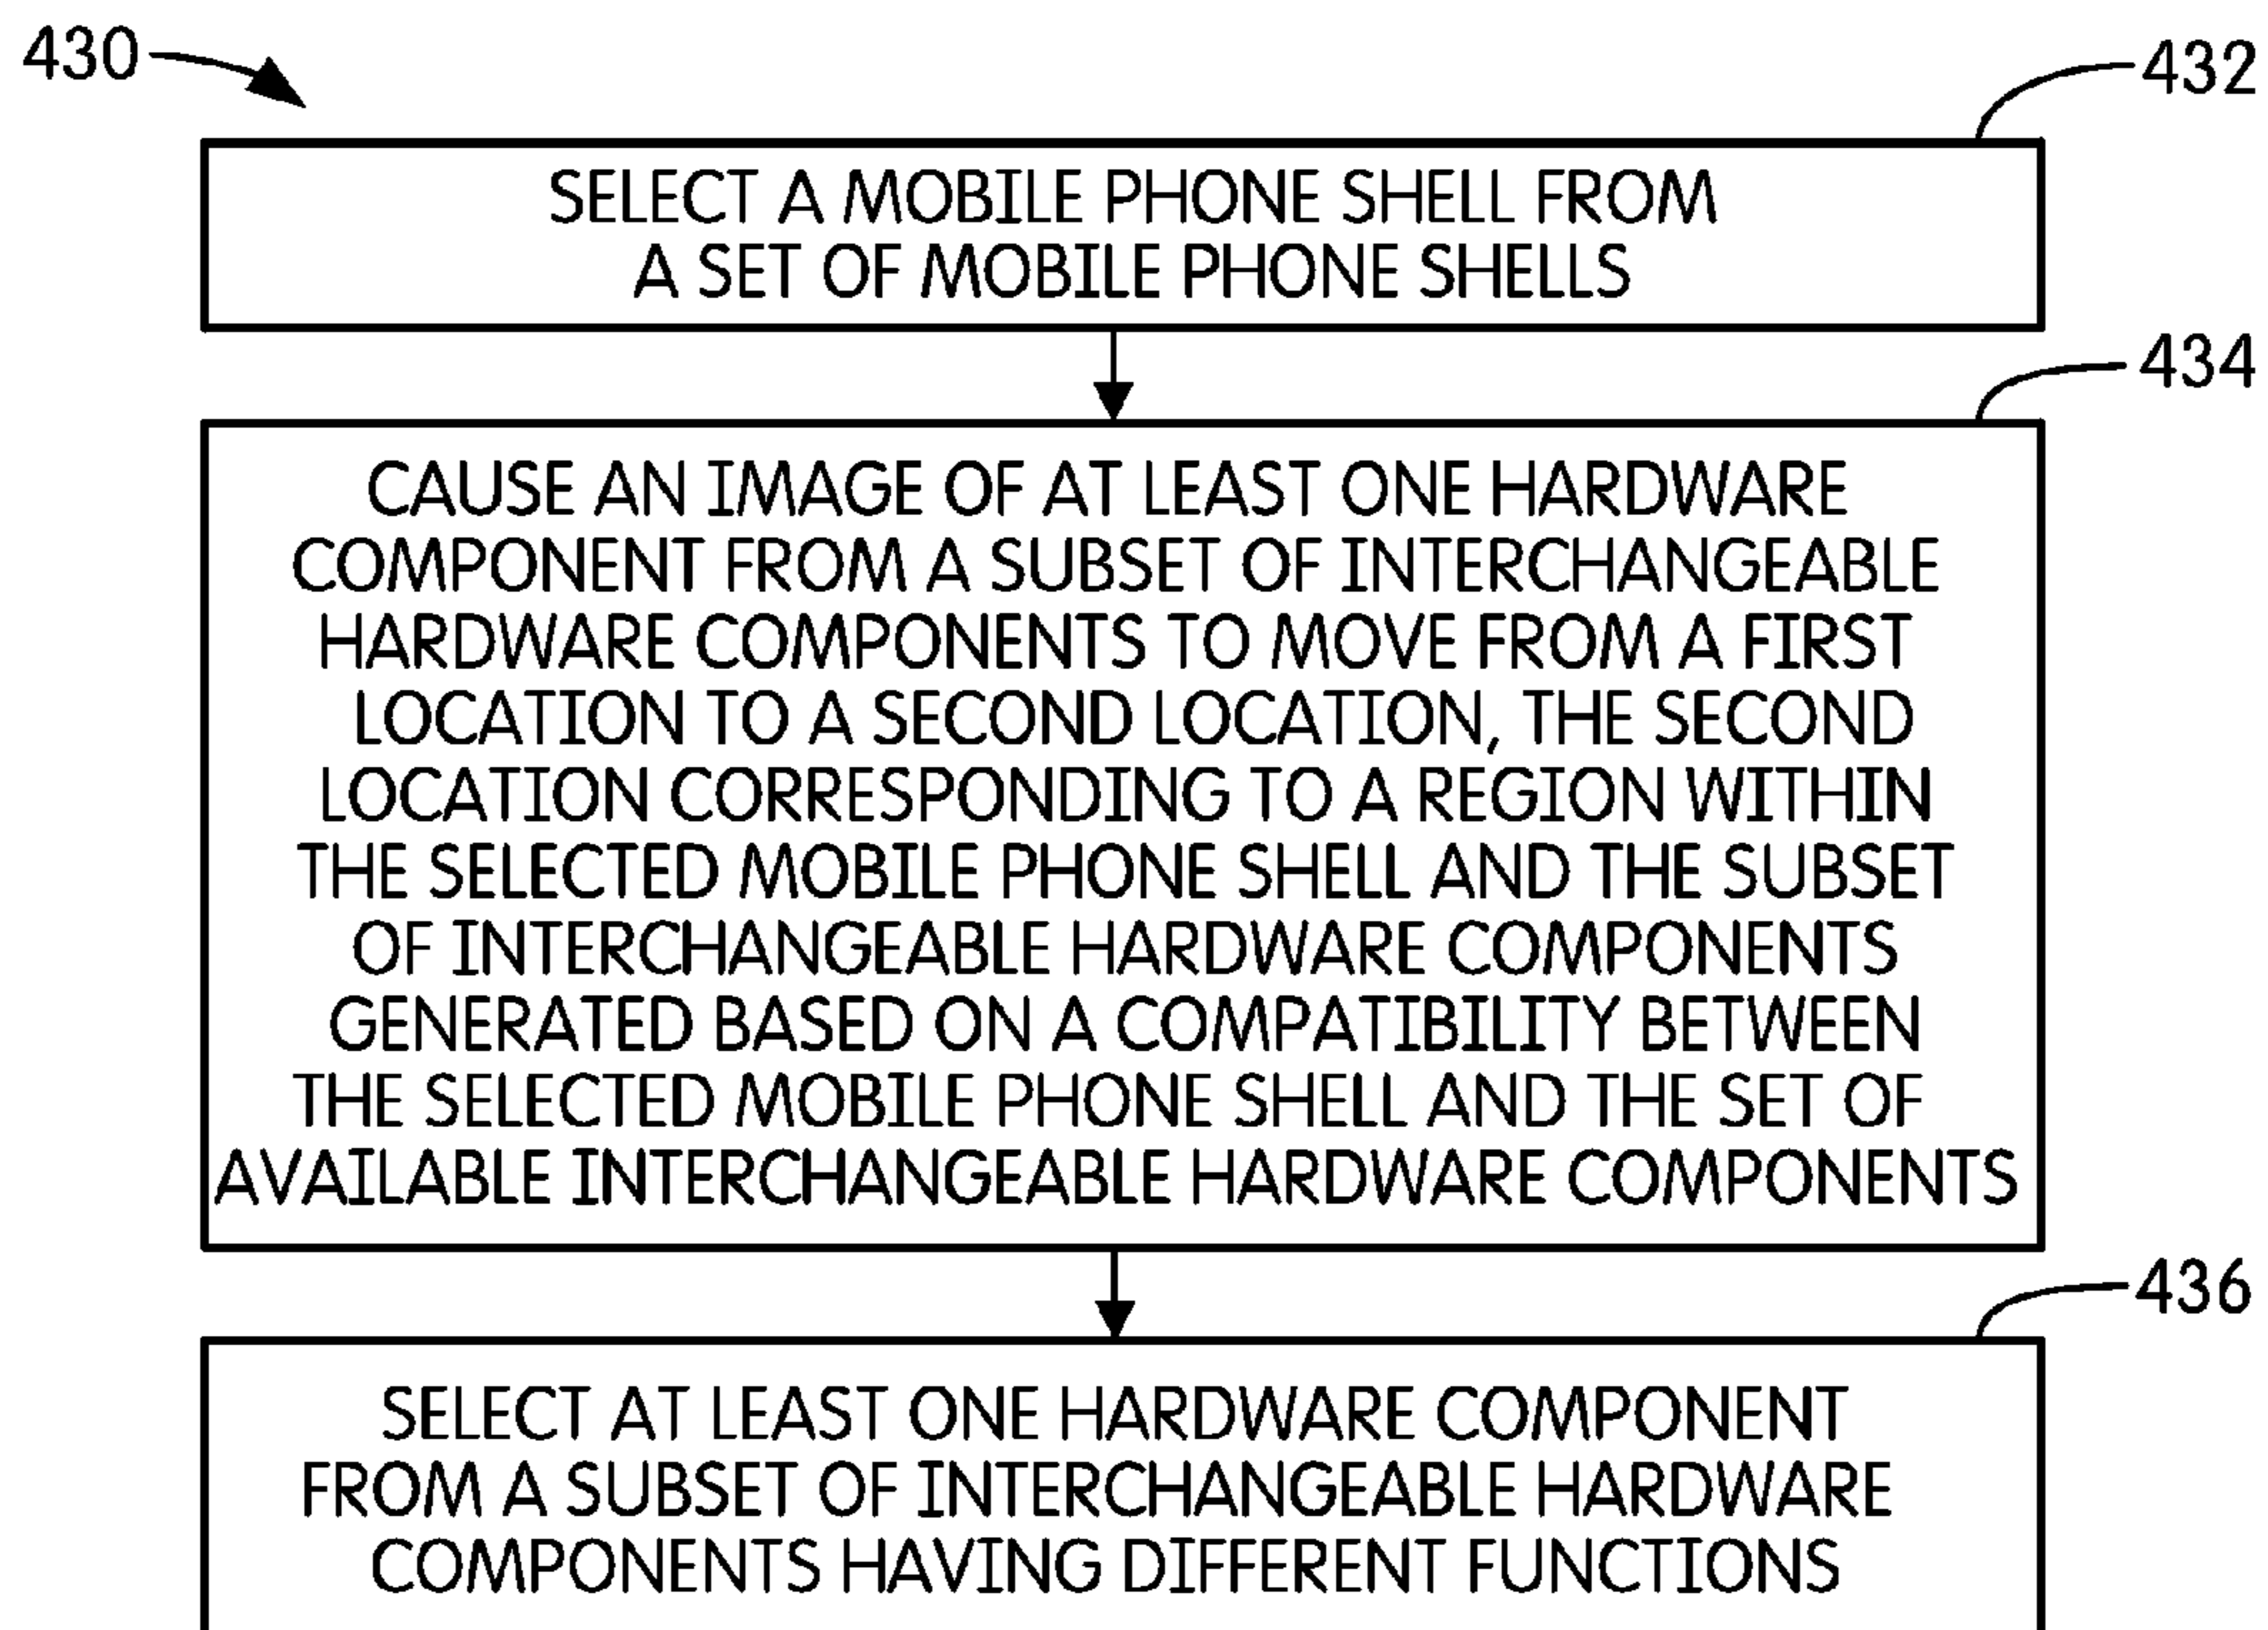 430
432
SELECT A MOBILE PHONE SHELL FROM
A SET OF MOBILE PHONE SHELLS
434
CAUSE AN IMAGE OF AT LEAST ONE HARDWARE
COMPONENT FROM A SUBSET OF INTERCHANGEABLE
HARDWARE COMPONENTS TO MOVE FROM A FIRST
LOCATION TO A SECOND LOCATION, THE SECOND
LOCATION CORRESPONDING TO A REGION WITHIN
THE SELECTED MOBILE PHONE SHELL AND THE SUBSET
OF INTERCHANGEABLE HARDWARE COMPONENTS
GENERATED BASED ON A COMPATIBILITY BETWEEN
THE SELECTED MOBILE PHONE SHELL AND THE SET OF
AVAILABLE INTERCHANGEABLE HARDWARE COMPONENTS
436
SELECT AT LEAST ONE HARDWARE COMPONENT
FROM A SUBSET OF INTERCHANGEABLE HARDWARE
COMPONENTS HAVING DIFFERENT FUNCTIONS